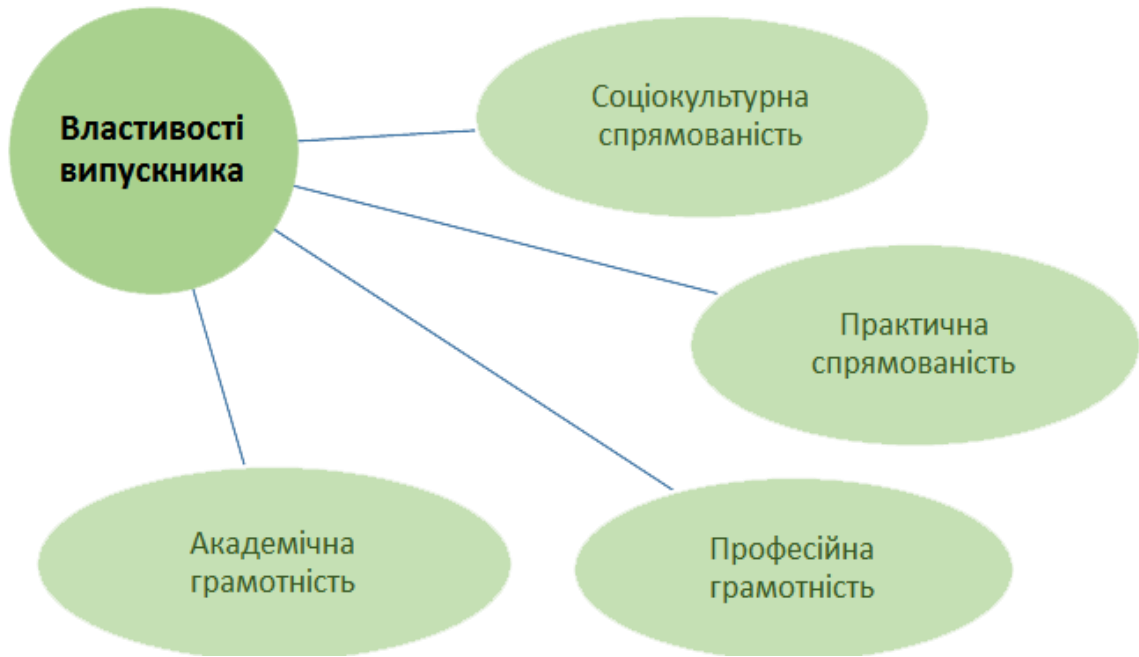 Властивості
випускника
Соціокультурна
спрямованість
Практична
спрямованість
Академічна
грамотність
Професійна
грамотність